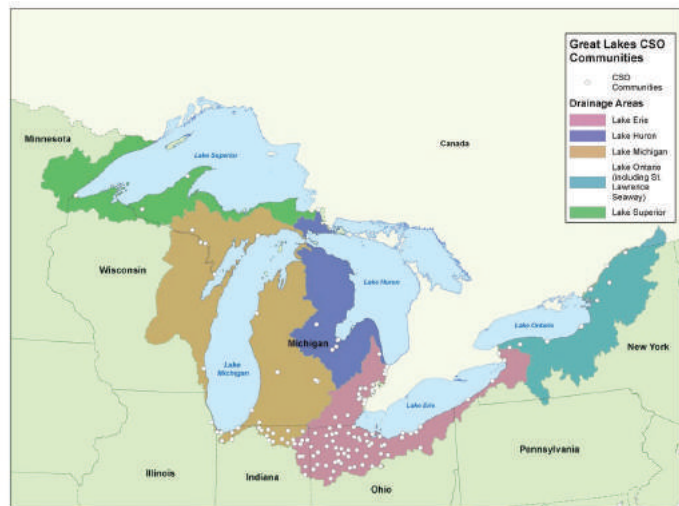 Great Lakes CSO
Communities
CSO
Communities
Drainage Areas
Lake Erie
Lake Huron
Lake Michigan
Lake Ontario
(including St.
Lawrence
Seaway)
Lake Superior
Minnesota
Canada
Lake Superior
Wisconsin
Lake Huron
Lake Ontario
Michigan
New York
Lake
Michigan
Lake Erie
Pennsylvania
Illinois
Indiana
Ohio